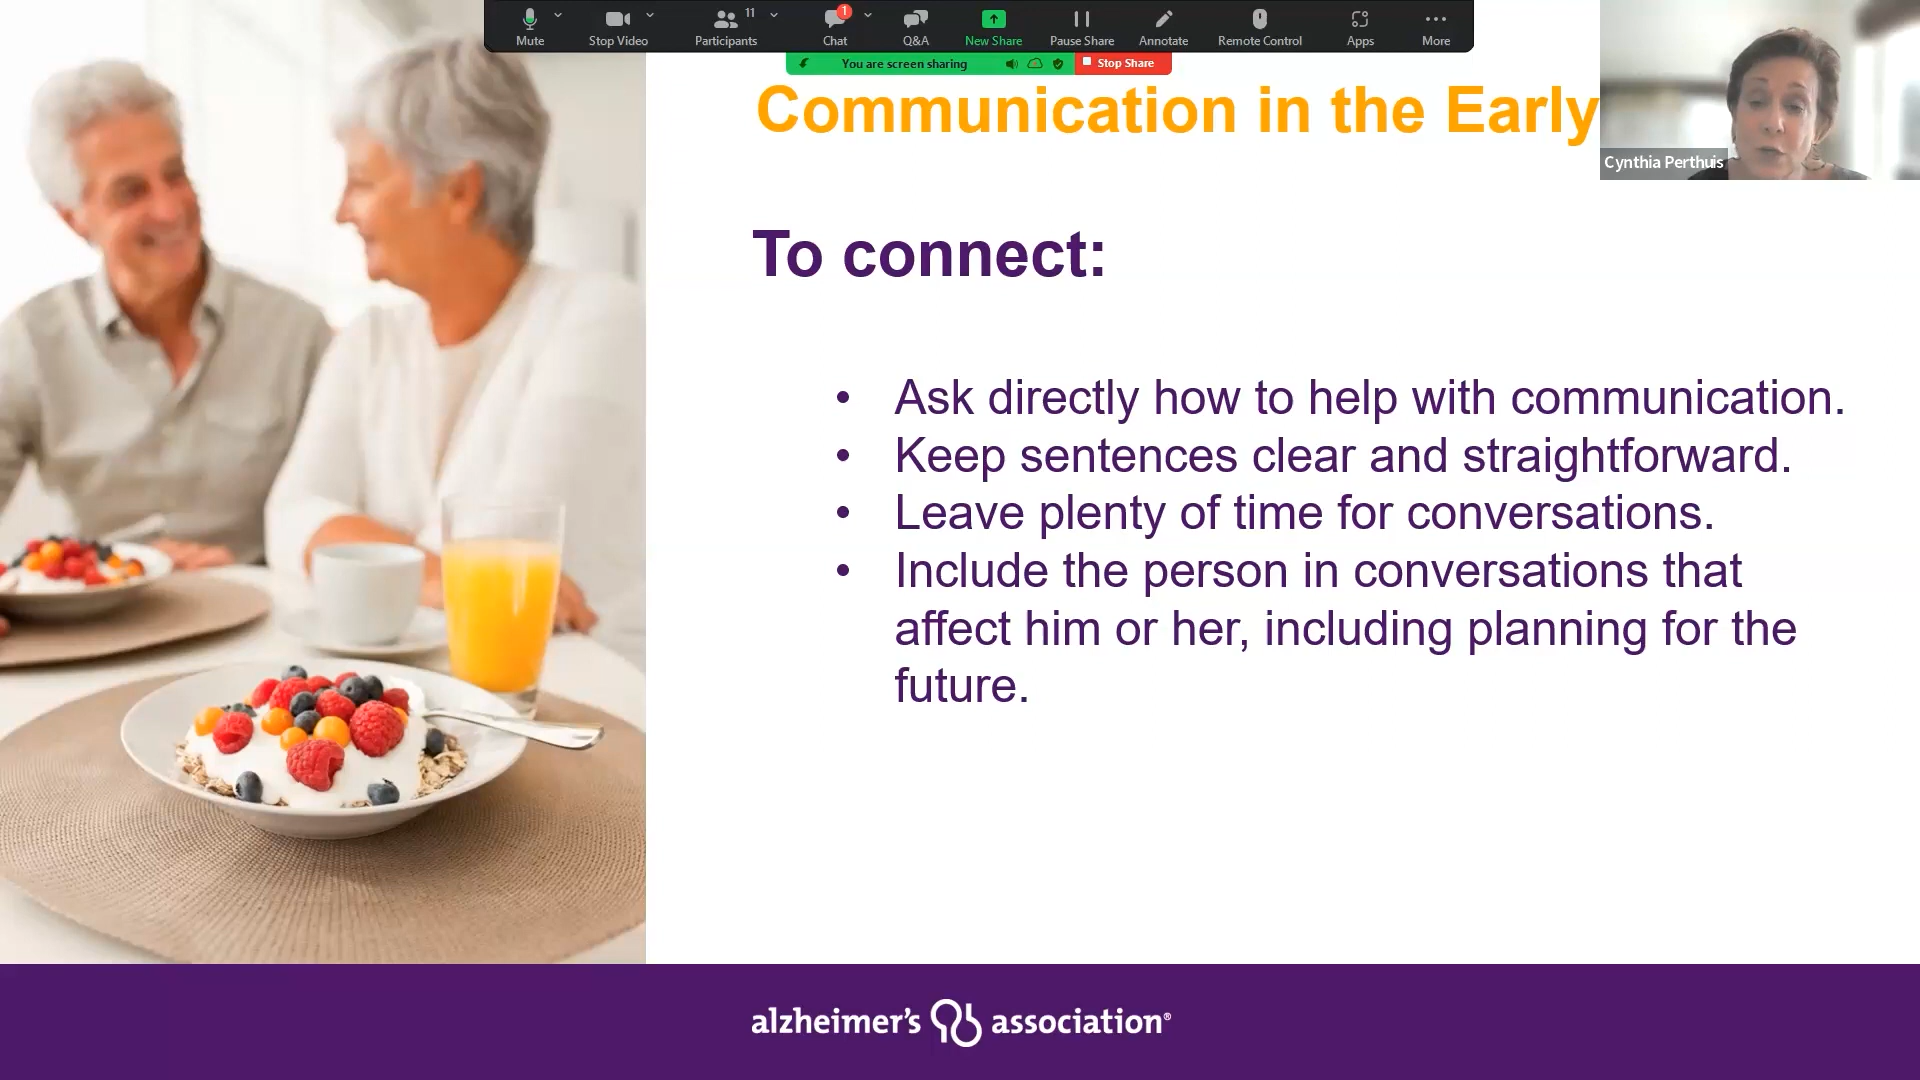 Mute
Stop Video
Participants
11
Chat
1
Q&A
New Share
Pause Share
Annotate
Remote Control
Apps
More
You are screen sharing
Stop Share
Communication in the Early
Cynthia Perthuis
To connect:
• Ask directly how to help with communication.
• Keep sentences clear and straightforward.
• Leave plenty of time for conversations.
• Include the person in conversations that
affect him or her, including planning for the
future.
alzheimer's association®